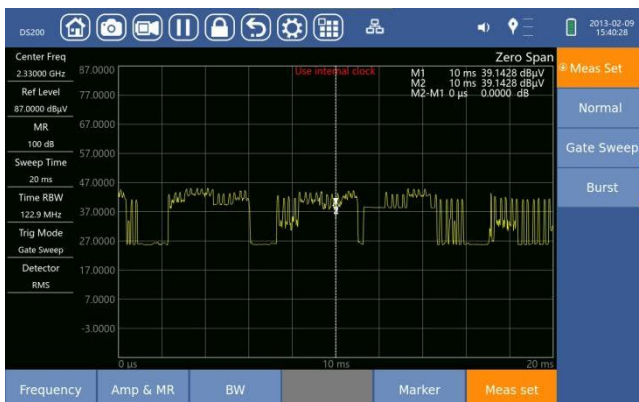 DS200
2013-02-09
15:40:28
Center Freq
2.33000 GHz
Ref Level
87.0000 dBμV
MR
100 dB
Sweep Time
20 ms
Time RBW
122.9 MHz
Trig Mode
Gate Sweep
Detector
RMS
Zero Span
Use internal clock
M1 10 ms 39.1428 dBμV
M2 10 ms 39.1428 dBμV
M2-M1 0 μs 0.0000 dB
87.0000
77.0000
67.0000
57.0000
47.0000
37.0000
27.0000
17.0000
7.0000
-3.0000
0 μs 10 ms 20 ms
Meas Set
Normal
Gate Sweep
Burst
Frequency
Amp & MR
BW
Marker
Meas set